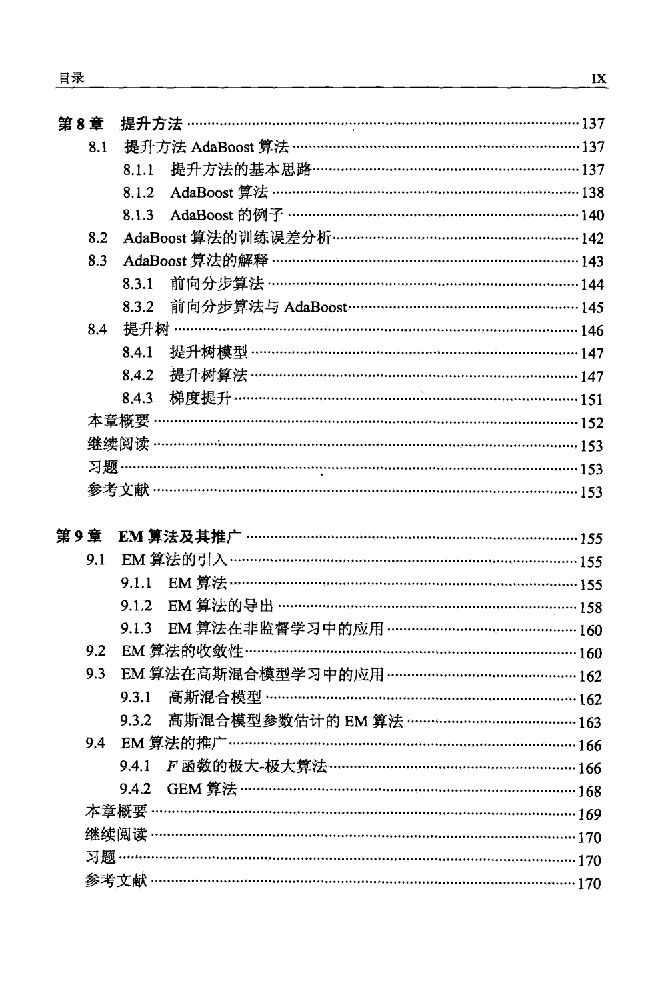 目录 IX
第 8 章 提升方法 …… 137
8.1 提升方法 AdaBoost 算法 …… 137
8.1.1 提升方法的基本思路 …… 137
8.1.2 AdaBoost 算法 …… 138
8.1.3 AdaBoost 的例子 …… 140
8.2 AdaBoost 算法的训练误差分析 …… 142
8.3 AdaBoost 算法的解释 …… 143
8.3.1 前向分步算法 …… 144
8.3.2 前向分步算法与 AdaBoost …… 145
8.4 提升树 …… 146
8.4.1 提升树模型 …… 147
8.4.2 提升树算法 …… 147
8.4.3 梯度提升 …… 151
本章概要 …… 152
继续阅读 …… 153
习题 …… 153
参考文献 …… 153
第 9 章 EM 算法及其推广 …… 155
9.1 EM 算法的引入 …… 155
9.1.1 EM 算法 …… 155
9.1.2 EM 算法的导出 …… 158
9.1.3 EM 算法在非监督学习中的应用 …… 160
9.2 EM 算法的收敛性 …… 160
9.3 EM 算法在高斯混合模型学习中的应用 …… 162
9.3.1 高斯混合模型 …… 162
9.3.2 高斯混合模型参数估计的 EM 算法 …… 163
9.4 EM 算法的推广 …… 166
9.4.1 F 函数的极大-极大算法 …… 166
9.4.2 GEM 算法 …… 168
本章概要 …… 169
继续阅读 …… 170
习题 …… 170
参考文献 …… 170